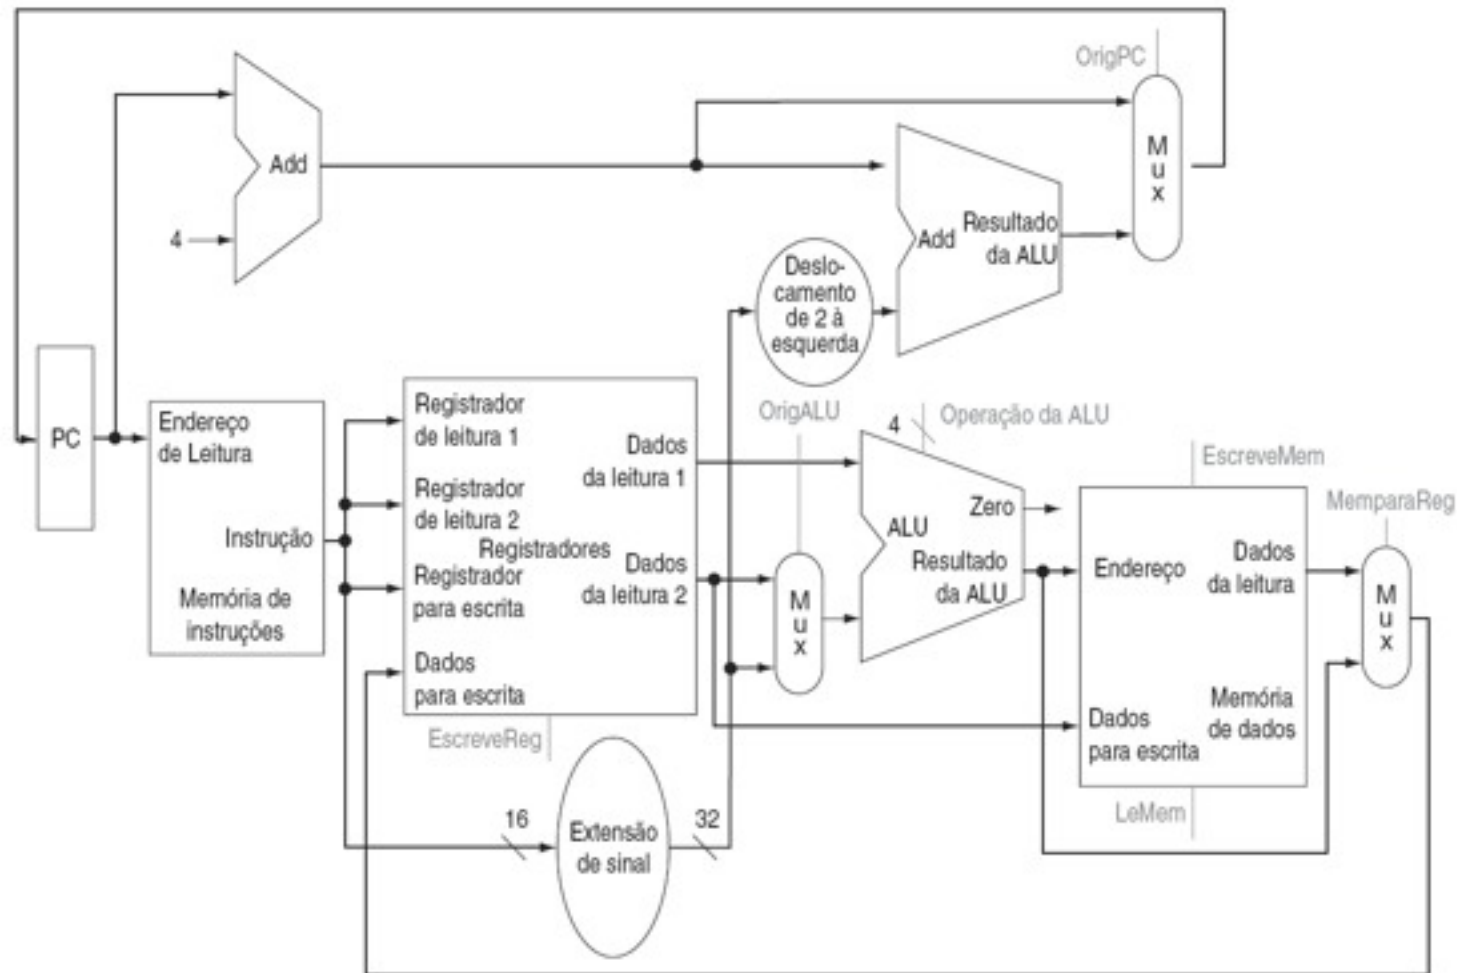 OrigPC
Add
4
M
u
x
Add
Resultado
da ALU
Deslo-
camento
de 2 à
esquerda
PC
Endereço
de Leitura
Instrução
Memória de
instruções
Registrador
de leitura 1
Registrador
de leitura 2
Registradores
Registrador
para escrita
Dados
para escrita
Dados
da leitura 1
Dados
da leitura 2
EscreveReg
16
Extensão
de sinal
32
OrigALU
M
u
x
4
Operação da ALU
Zero
ALU
Resultado
da ALU
EscreveMem
Endereço
Dados
da leitura
Dados
para escrita
Memória
de dados
LeMem
MemparaReg
M
u
x